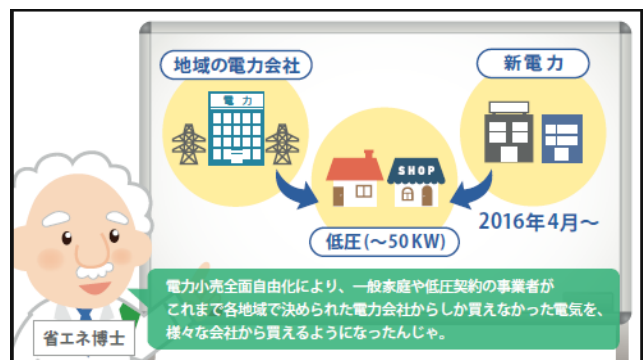 地域の電力会社
新電力
電力
SHOP
低圧(〜50KW)
2016年4月〜
電力小売全面自由化により、一般家庭や低圧契約の事業者が
これまで各地域で決められた電力会社からしか買えなかった電気を、
様々な会社から買えるようになったんじゃ。
省エネ博士